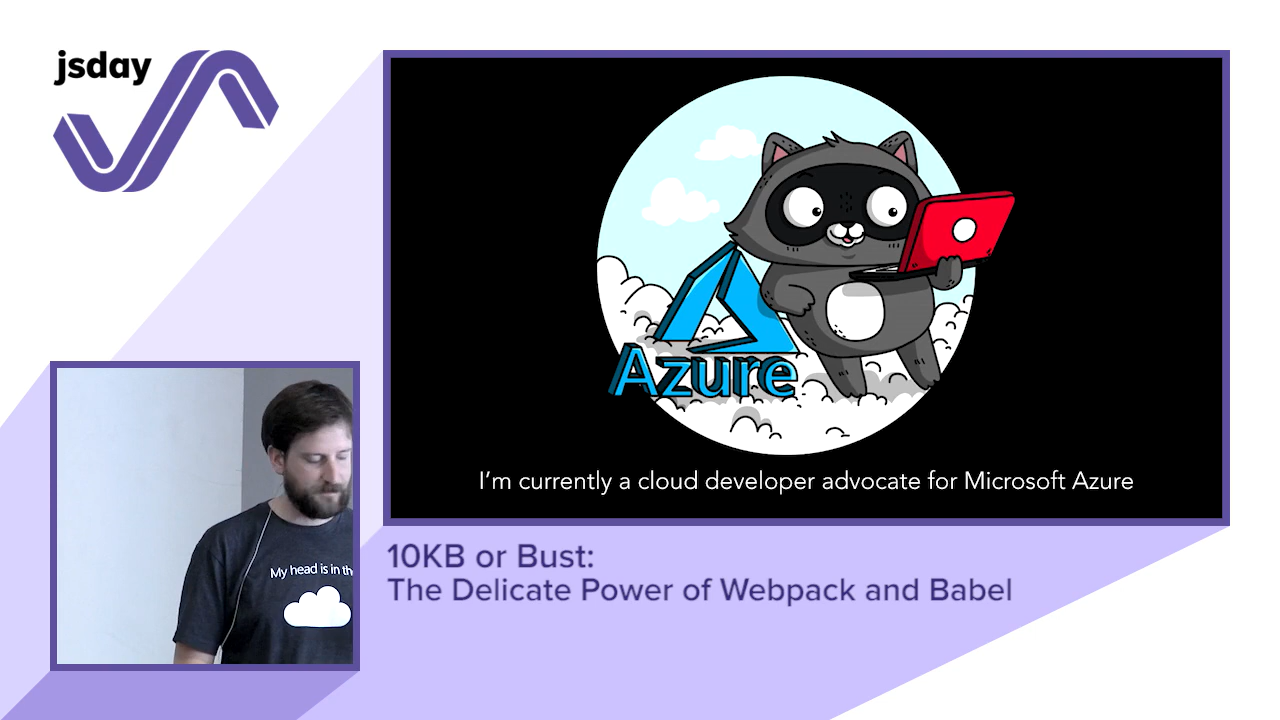 jsday
Azure
I’m currently a cloud developer advocate for Microsoft Azure
My head is in the
10KB or Bust:
The Delicate Power of Webpack and Babel